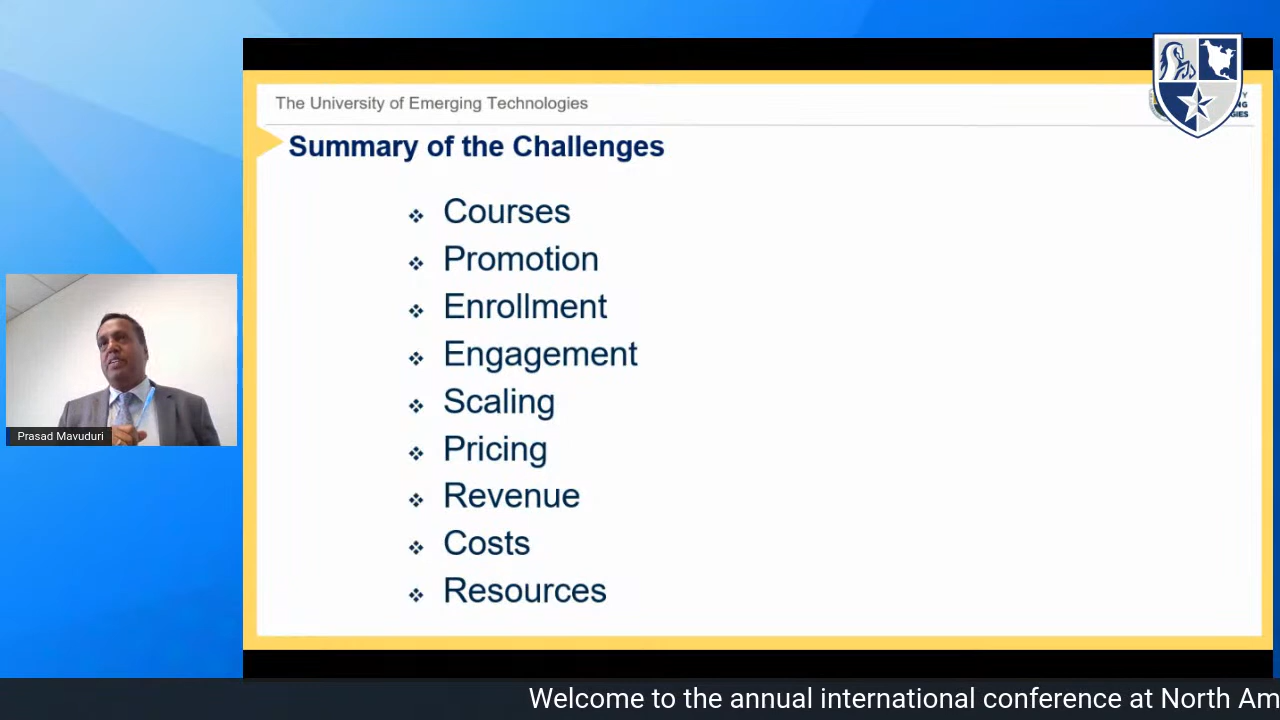 The University of Emerging Technologies
Summary of the Challenges
Courses
Promotion
Enrollment
Engagement
Scaling
Pricing
Revenue
Costs
Resources
Prasad Mavuduri
Welcome to the annual international conference at North Am